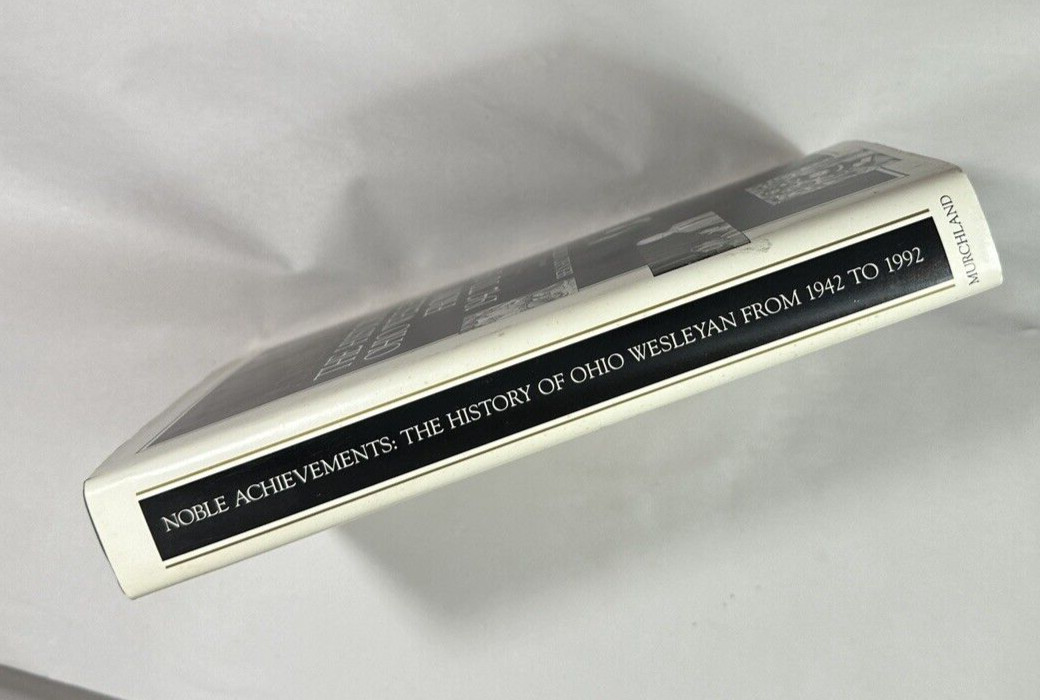 NOBLE ACHIEVEMENTS: THE HISTORY OF OHIO WESLEYAN FROM 1942 TO 1992
MURCHLAND